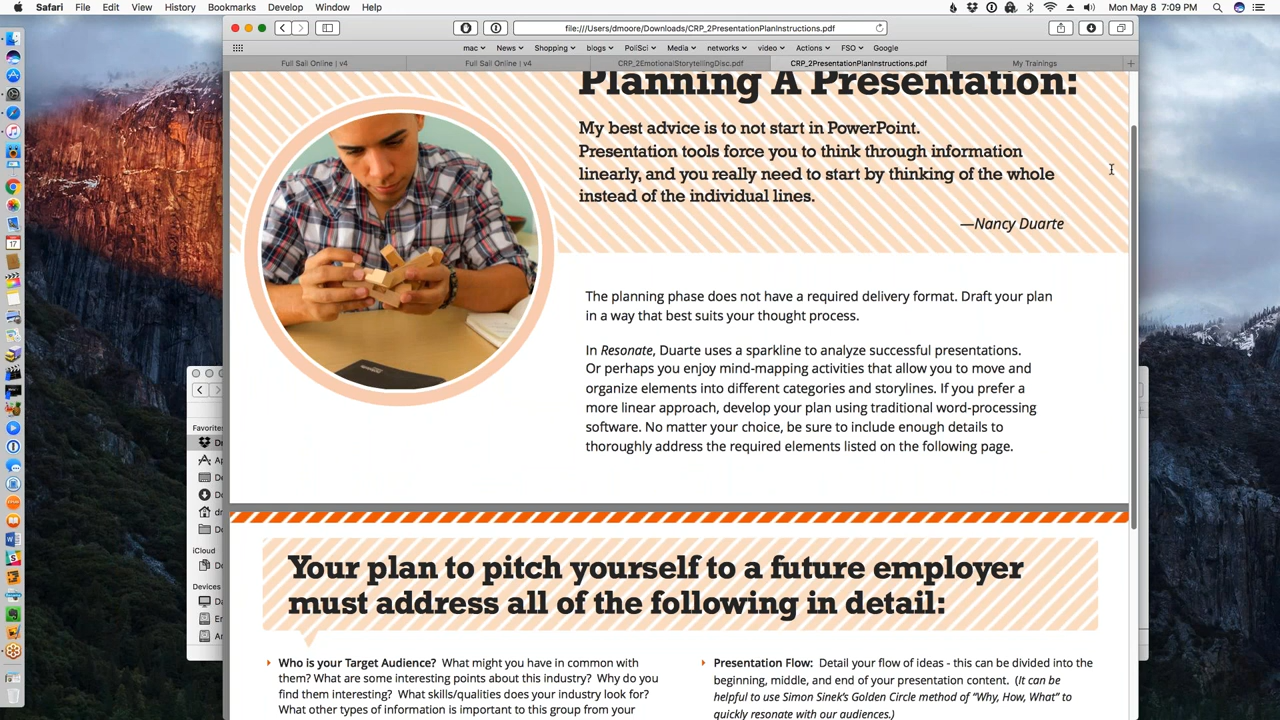 Safari File Edit View History Bookmarks Develop Window Help
Mon May 8 7:09 PM
file:///Users/dmoore/Downloads/CRP_2PresentationPlanInstructions.pdf
mac News Shopping blogs PoliSci Media networks video Actions FSO Google
Full Sail Online | v4 Full Sail Online | v4 CRP_2EmotionalStorytellingDisc.pdf CRP_2PresentationPlanInstructions.pdf My Trainings
Planning A Presentation:
My best advice is to not start in PowerPoint.
Presentation tools force you to think through information
linearly, and you really need to start by thinking of the whole
instead of the individual lines.
—Nancy Duarte
The planning phase does not have a required delivery format. Draft your plan
in a way that best suits your thought process.
In Resonate, Duarte uses a sparkline to analyze successful presentations.
Or perhaps you enjoy mind-mapping activities that allow you to move and
organize elements into different categories and storylines. If you prefer a
more linear approach, develop your plan using traditional word-processing
software. No matter your choice, be sure to include enough details to
thoroughly address the required elements listed on the following page.
Favorites
iCloud
Devices
Your plan to pitch yourself to a future employer
must address all of the following in detail:
Who is your Target Audience? What might you have in common with
them? What are some interesting points about this industry? Why do you
find them interesting? What skills/qualities does your industry look for?
What other types of information is important to this group from your
Presentation Flow: Detail your flow of ideas - this can be divided into the
beginning, middle, and end of your presentation content. (It can be
helpful to use Simon Sinek's Golden Circle method of "Why, How, What" to
quickly resonate with our audiences.)